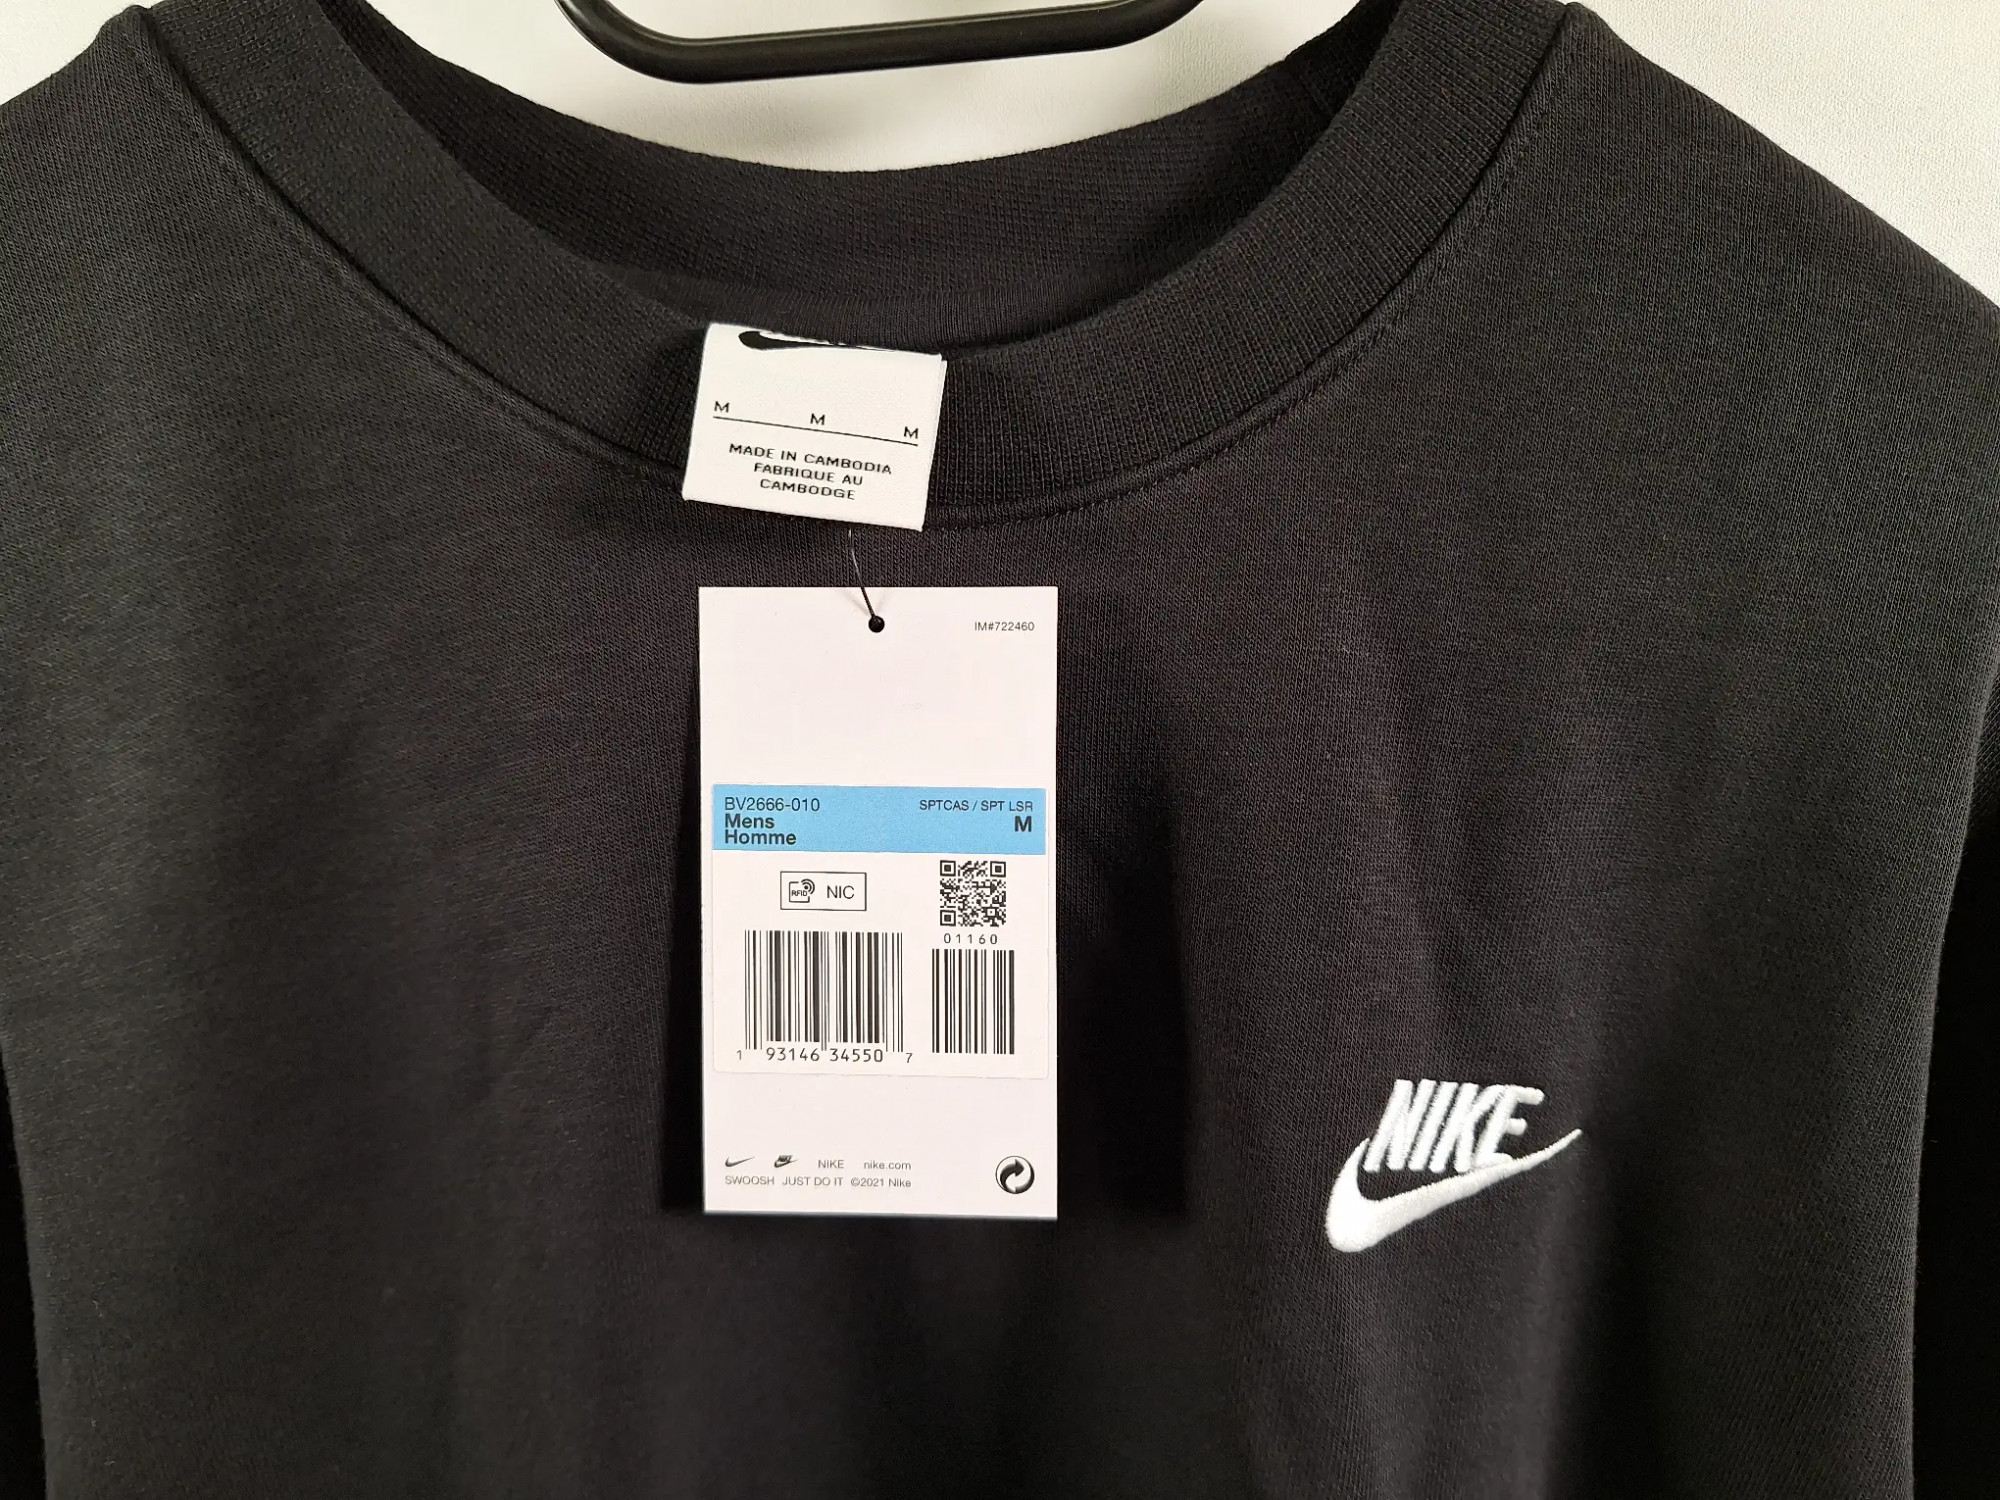 M M M
MADE IN CAMBODIA
FABRIQUE AU
CAMBODGE
IM#722460
BV2666-010 SPTCAS / SPT LSR
Mens M
Homme
RFID NIC
01160
1 93146 34550 7
NIKE nike.com
SWOOSH JUST DO IT ©2021 Nike
NIKE